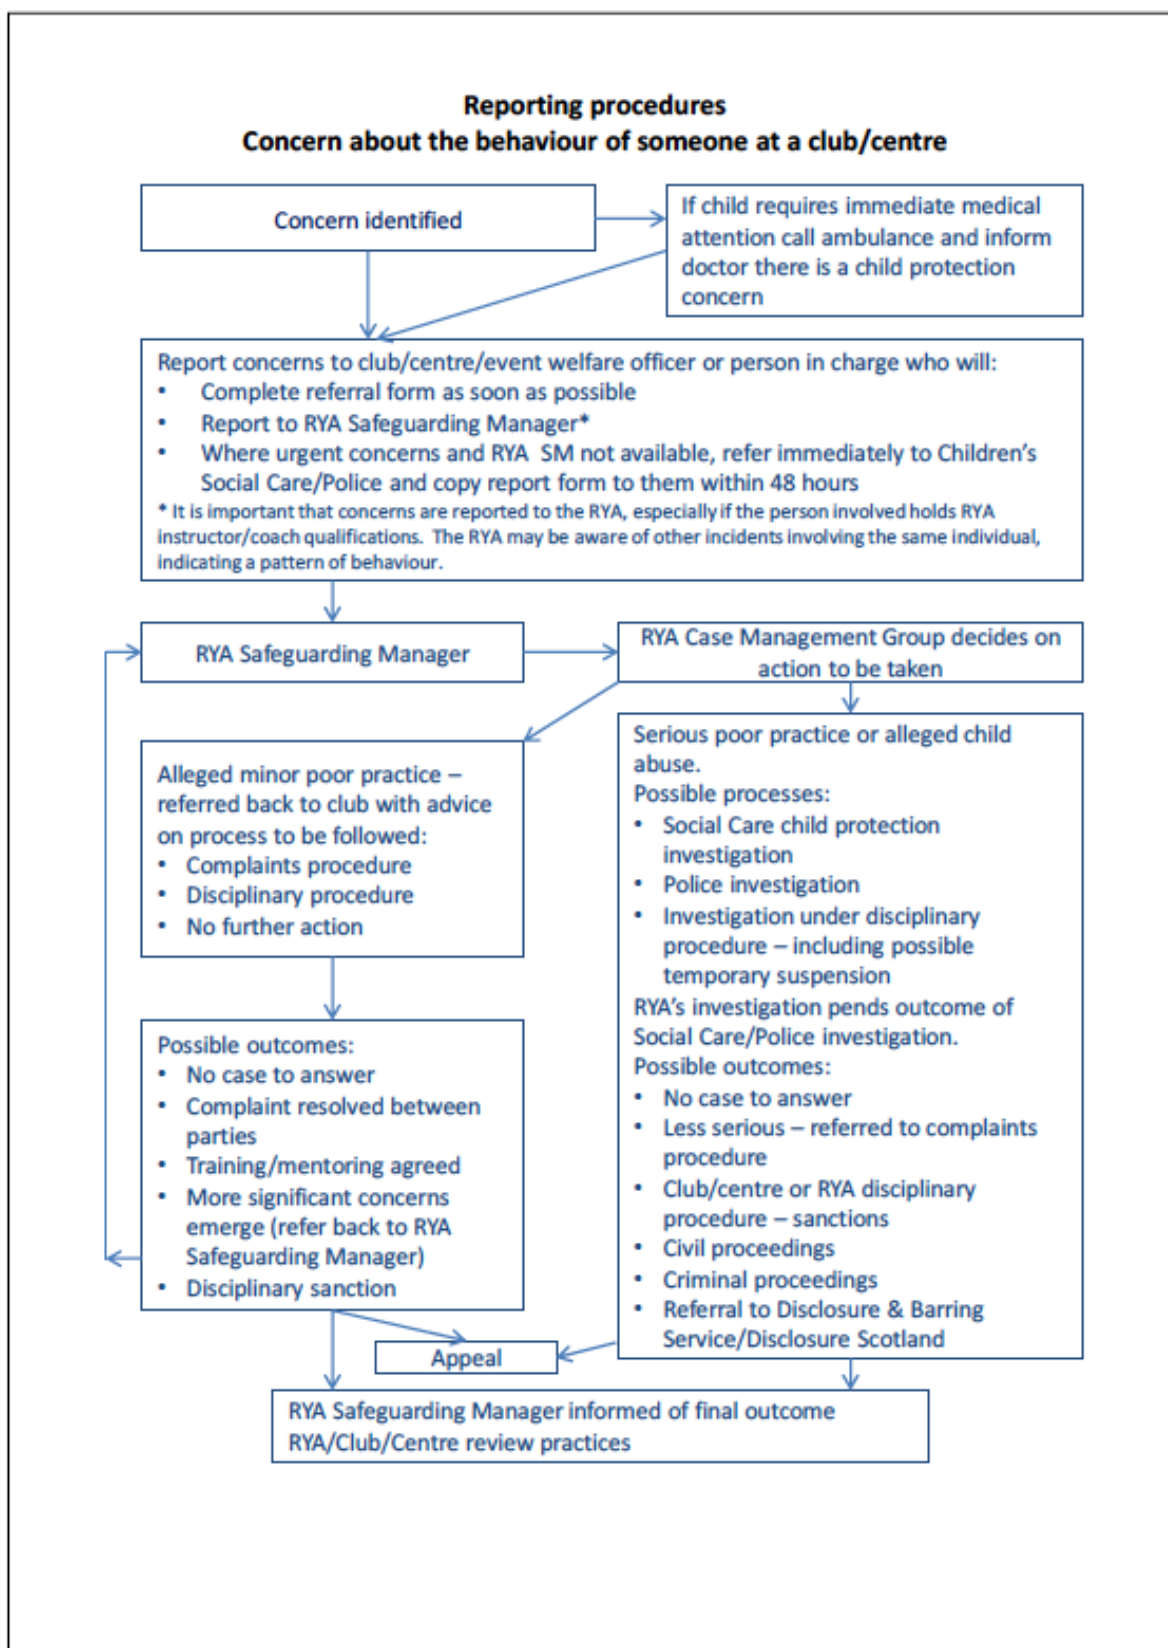 Reporting procedures
Concern about the behaviour of someone at a club/centre
Concern identified
If child requires immediate medical
attention call ambulance and inform
doctor there is a child protection
concern
Report concerns to club/centre/event welfare officer or person in charge who will:
• Complete referral form as soon as possible
• Report to RYA Safeguarding Manager*
• Where urgent concerns and RYA SM not available, refer immediately to Children's
Social Care/Police and copy report form to them within 48 hours
* It is important that concerns are reported to the RYA, especially if the person involved holds RYA
instructor/coach qualifications. The RYA may be aware of other incidents involving the same individual,
indicating a pattern of behaviour.
RYA Safeguarding Manager
RYA Case Management Group decides on
action to be taken
Alleged minor poor practice –
referred back to club with advice
on process to be followed:
• Complaints procedure
• Disciplinary procedure
• No further action
Serious poor practice or alleged child
abuse.
Possible processes:
• Social Care child protection
investigation
• Police investigation
• Investigation under disciplinary
procedure – including possible
temporary suspension
RYA's investigation pends outcome of
Social Care/Police investigation.
Possible outcomes:
• No case to answer
• Less serious – referred to complaints
procedure
• Club/centre or RYA disciplinary
procedure – sanctions
• Civil proceedings
• Criminal proceedings
• Referral to Disclosure & Barring
Service/Disclosure Scotland
Possible outcomes:
• No case to answer
• Complaint resolved between
parties
• Training/mentoring agreed
• More significant concerns
emerge (refer back to RYA
Safeguarding Manager)
• Disciplinary sanction
Appeal
RYA Safeguarding Manager informed of final outcome
RYA/Club/Centre review practices